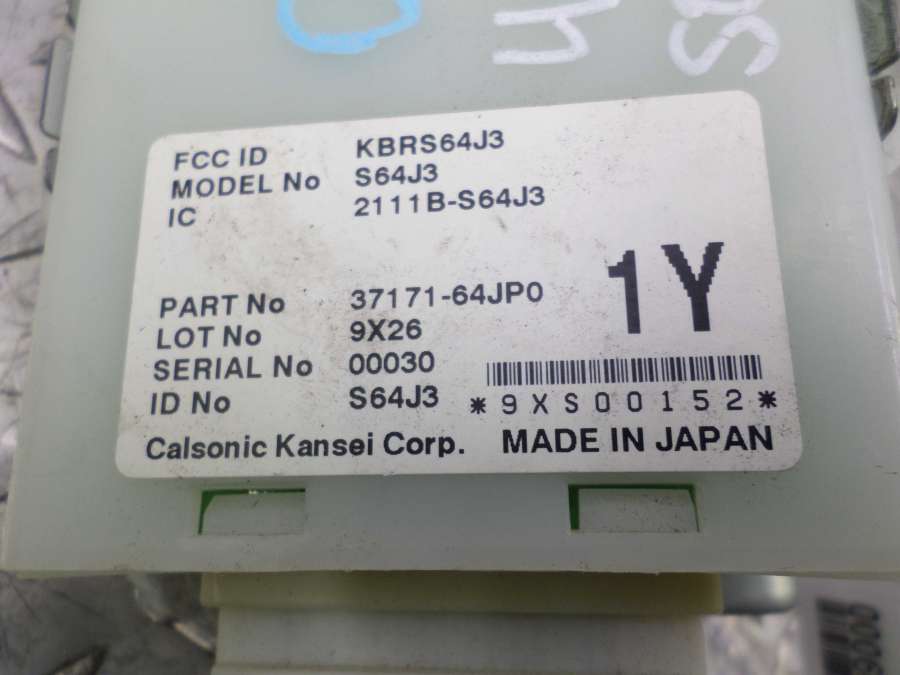 FCC ID KBRS64J3
MODEL No S64J3
IC 2111B-S64J3
1Y
PART No 37171-64JP0
LOT No 9X26
SERIAL No 00030
ID No S64J3
*9XS00152*
Calsonic Kansei Corp. MADE IN JAPAN